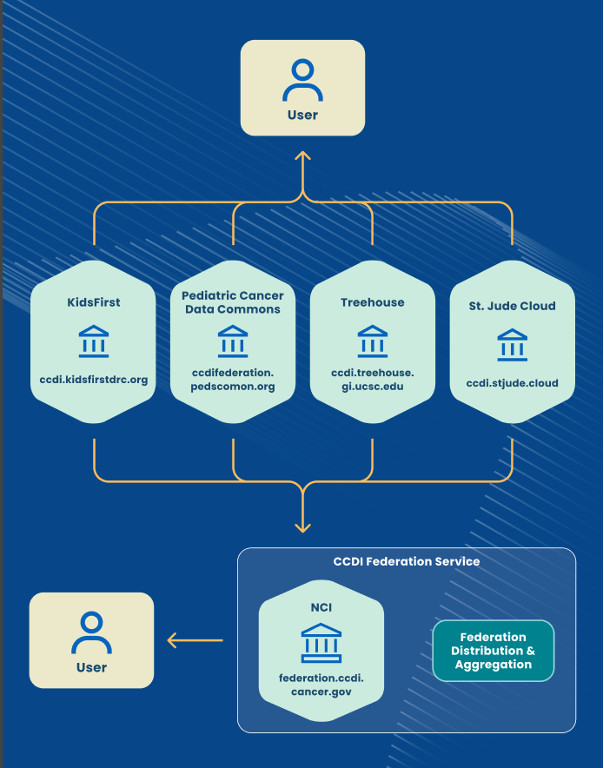 User
KidsFirst
ccdi.kidsfirstdrc.org
Pediatric Cancer
Data Commons
ccdifederation.
pedscomon.org
Treehouse
ccdi.treehouse.
gi.ucsc.edu
St. Jude Cloud
ccdi.stjude.cloud
CCDI Federation Service
NCI
federation.ccdi.
cancer.gov
Federation
Distribution &
Aggregation
User